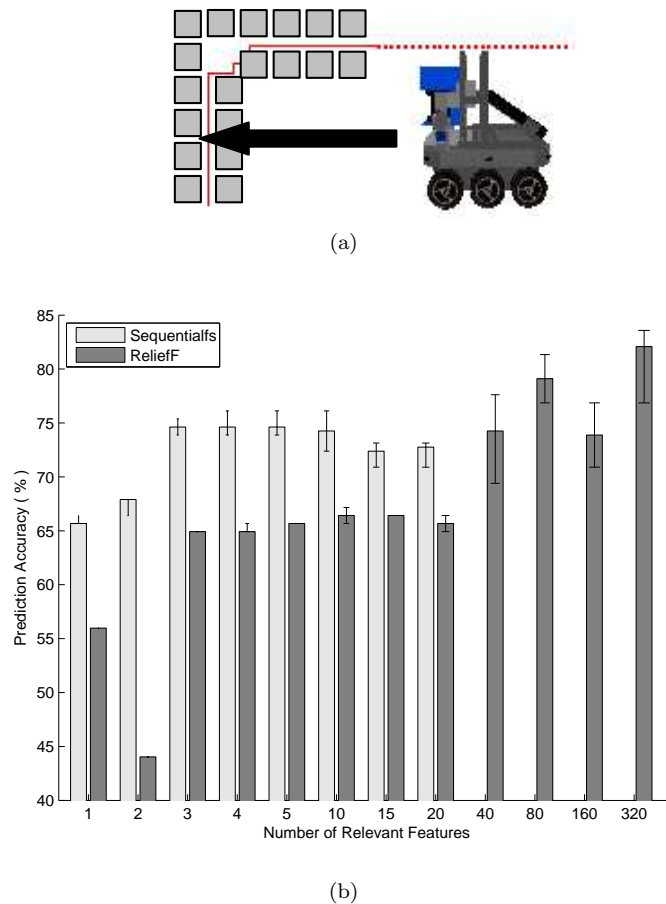 (a)
85
80
75
70
65
60
55
50
45
40
Prediction Accuracy ( % )
Sequentialfs
ReliefF
1 2 3 4 5 10 15 20 40 80 160 320
Number of Relevant Features
(b)